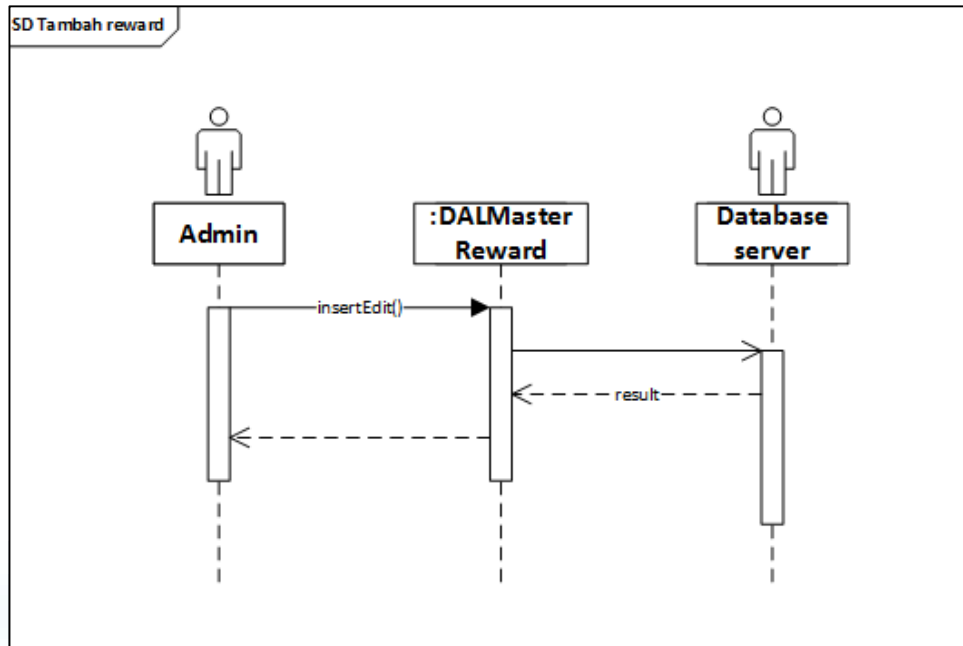 SD Tambah reward
Admin
:DALMaster
Reward
Database
server
insertEdit()
result